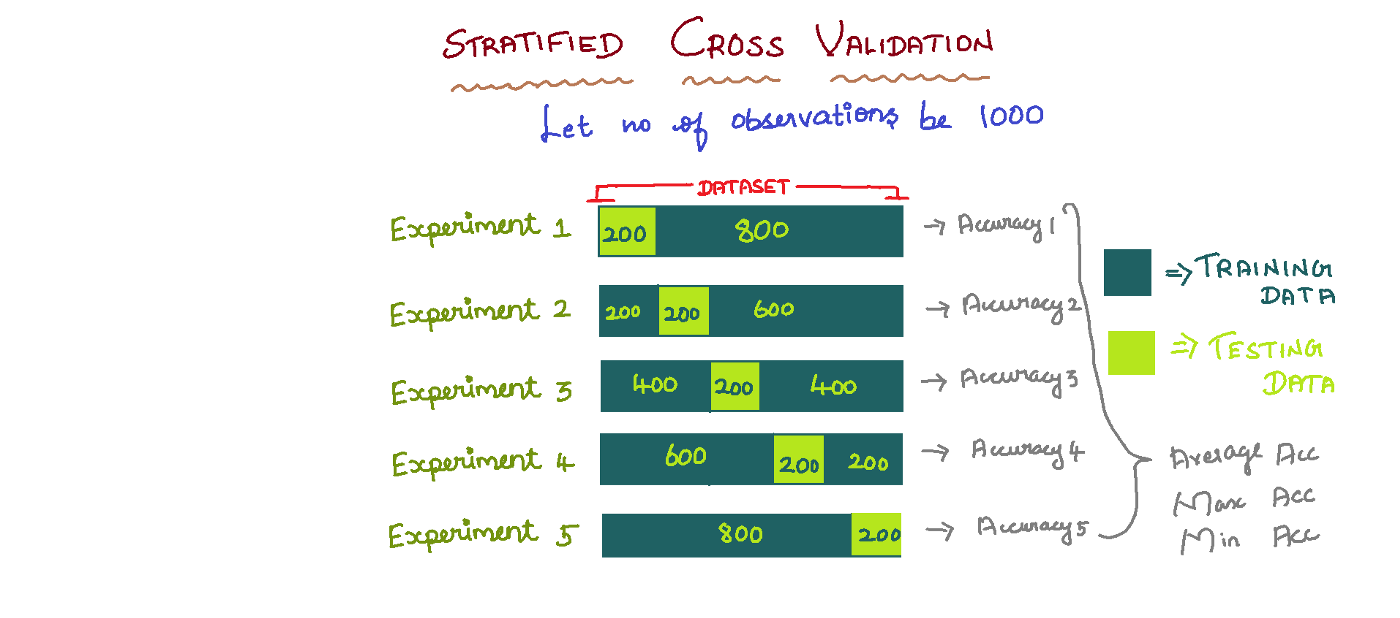 STRATIFIED CROSS VALIDATION
Let no of observations be 1000
DATASET
Experiment 1 200 800 → Accuracy 1
Experiment 2 200 200 600 → Accuracy 2
Experiment 3 400 200 400 → Accuracy 3
Experiment 4 600 200 200 → Accuracy 4
Experiment 5 800 200 → Accuracy 5
⇒ TRAINING
DATA
⇒ TESTING
DATA
Average Acc
Max Acc
Min Acc